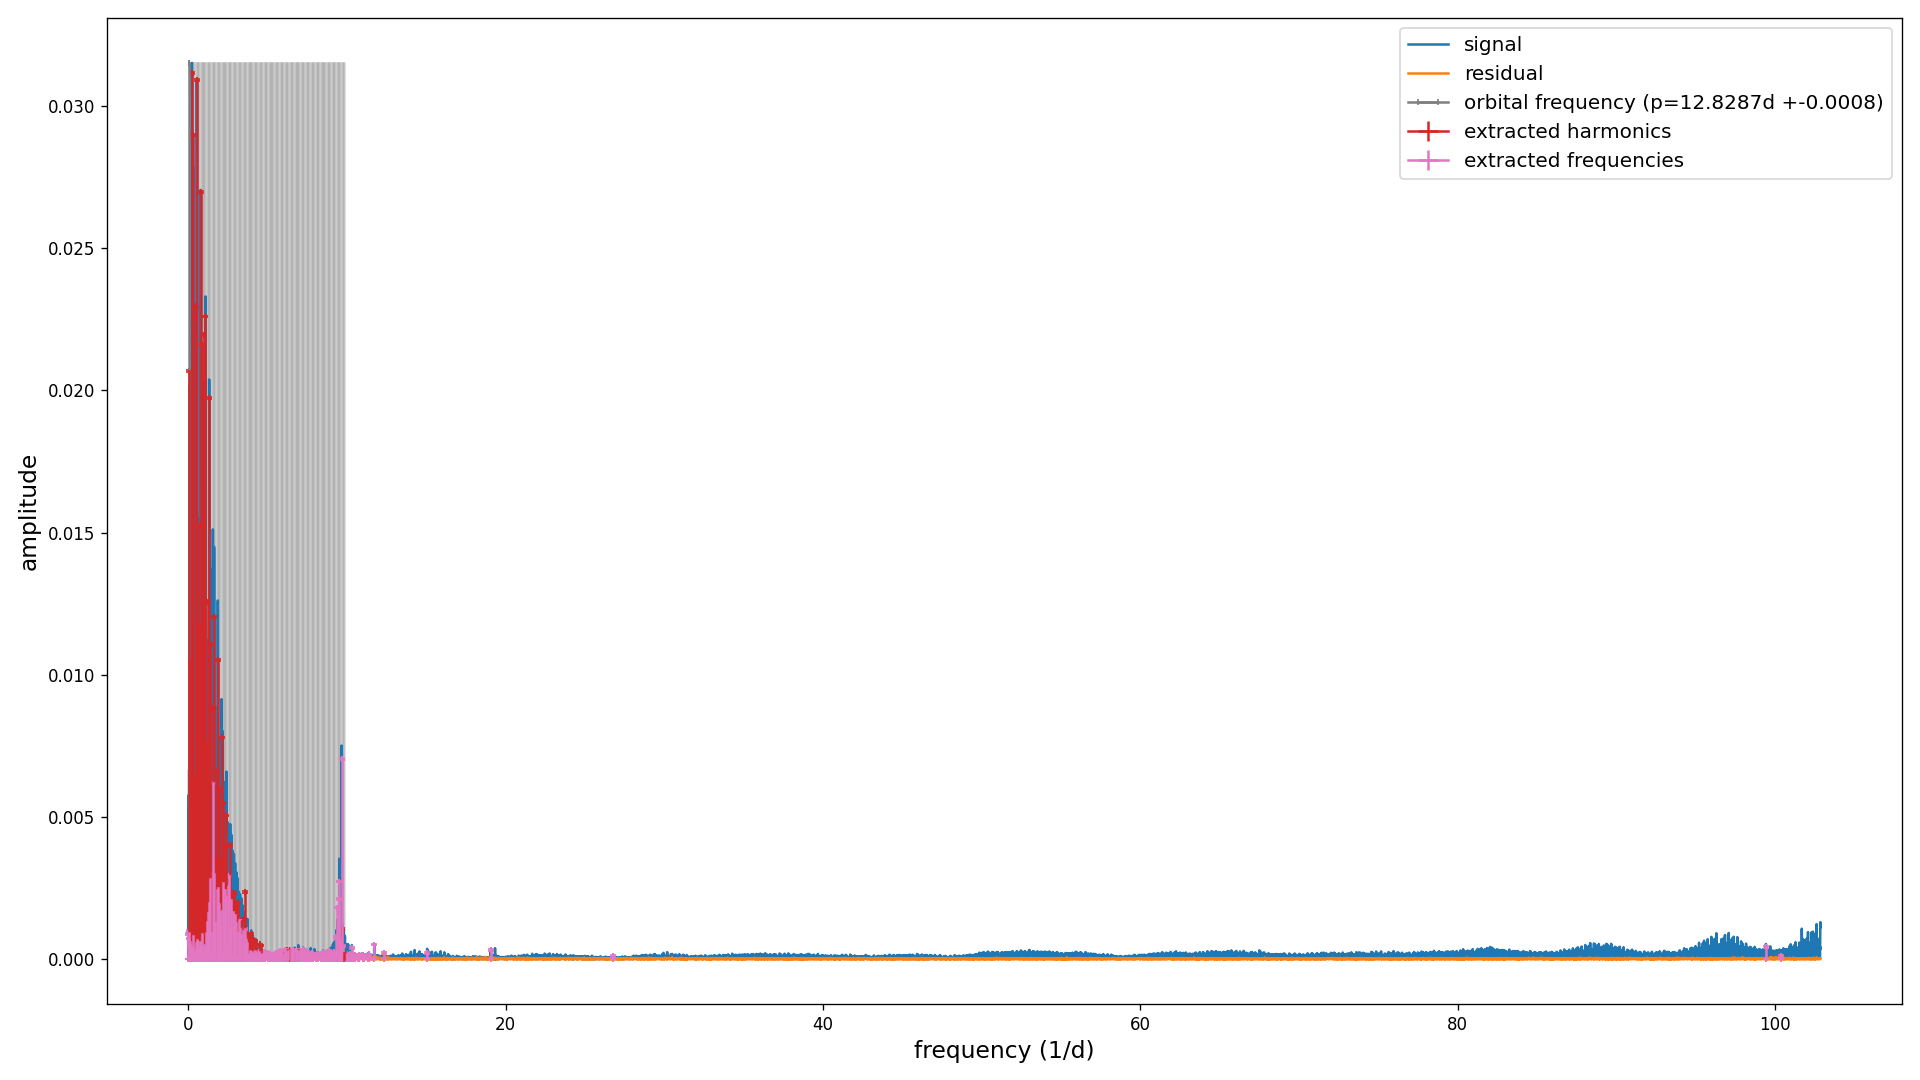 signal
residual
orbital frequency (p=12.8287d +-0.0008)
extracted harmonics
extracted frequencies
0.030
0.025
0.020
0.015
0.010
0.005
0.000
amplitude
0 20 40 60 80 100
frequency (1/d)